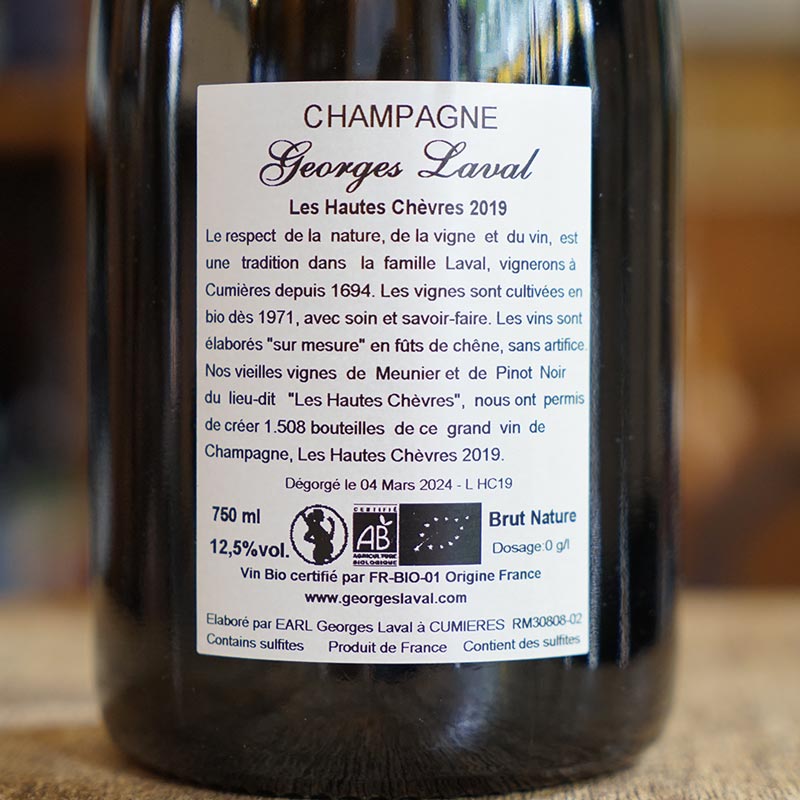 CHAMPAGNE
Georges Laval
Les Hautes Chèvres 2019
Le respect de la nature, de la vigne et du vin, est
une tradition dans la famille Laval, vignerons à
Cumières depuis 1694. Les vignes sont cultivées en
bio dès 1971, avec soin et savoir-faire. Les vins sont
élaborés "sur mesure" en fûts de chêne, sans artifice.
Nos vieilles vignes de Meunier et de Pinot Noir
du lieu-dit "Les Hautes Chèvres", nous ont permis
de créer 1.508 bouteilles de ce grand vin de
Champagne, Les Hautes Chèvres 2019.
Dégorgé le 04 Mars 2024 - L HC19
750 ml
12,5%vol.
CERTIFIÉ
AB
AGRICULTURE
BIOLOGIQUE
Brut Nature
Dosage:0 g/l
Vin Bio certifié par FR-BIO-01 Origine France
www.georgeslaval.com
Elaboré par EARL Georges Laval à CUMIERES RM30808-02
Contains sulfites Produit de France Contient des sulfites